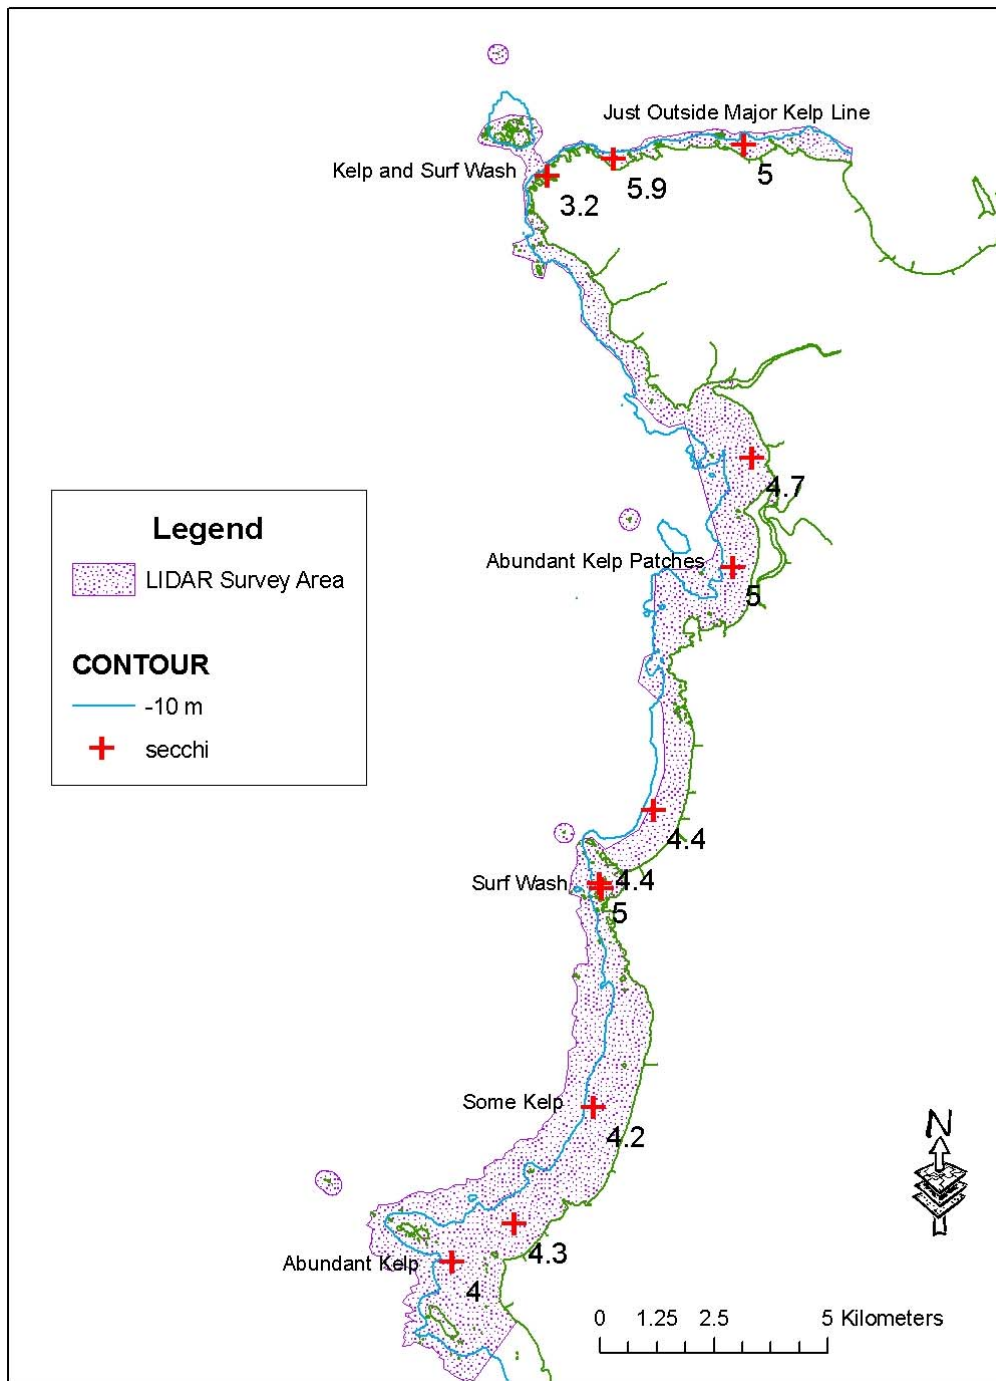 Just Outside Major Kelp Line
Kelp and Surf Wash
3.2
5.9
5
4.7
Legend
LIDAR Survey Area
CONTOUR
-10 m
secchi
Abundant Kelp Patches
5
4.4
Surf Wash
4.4
5
Some Kelp
4.2
N
Abundant Kelp
4.3
4
0 1.25 2.5 5 Kilometers